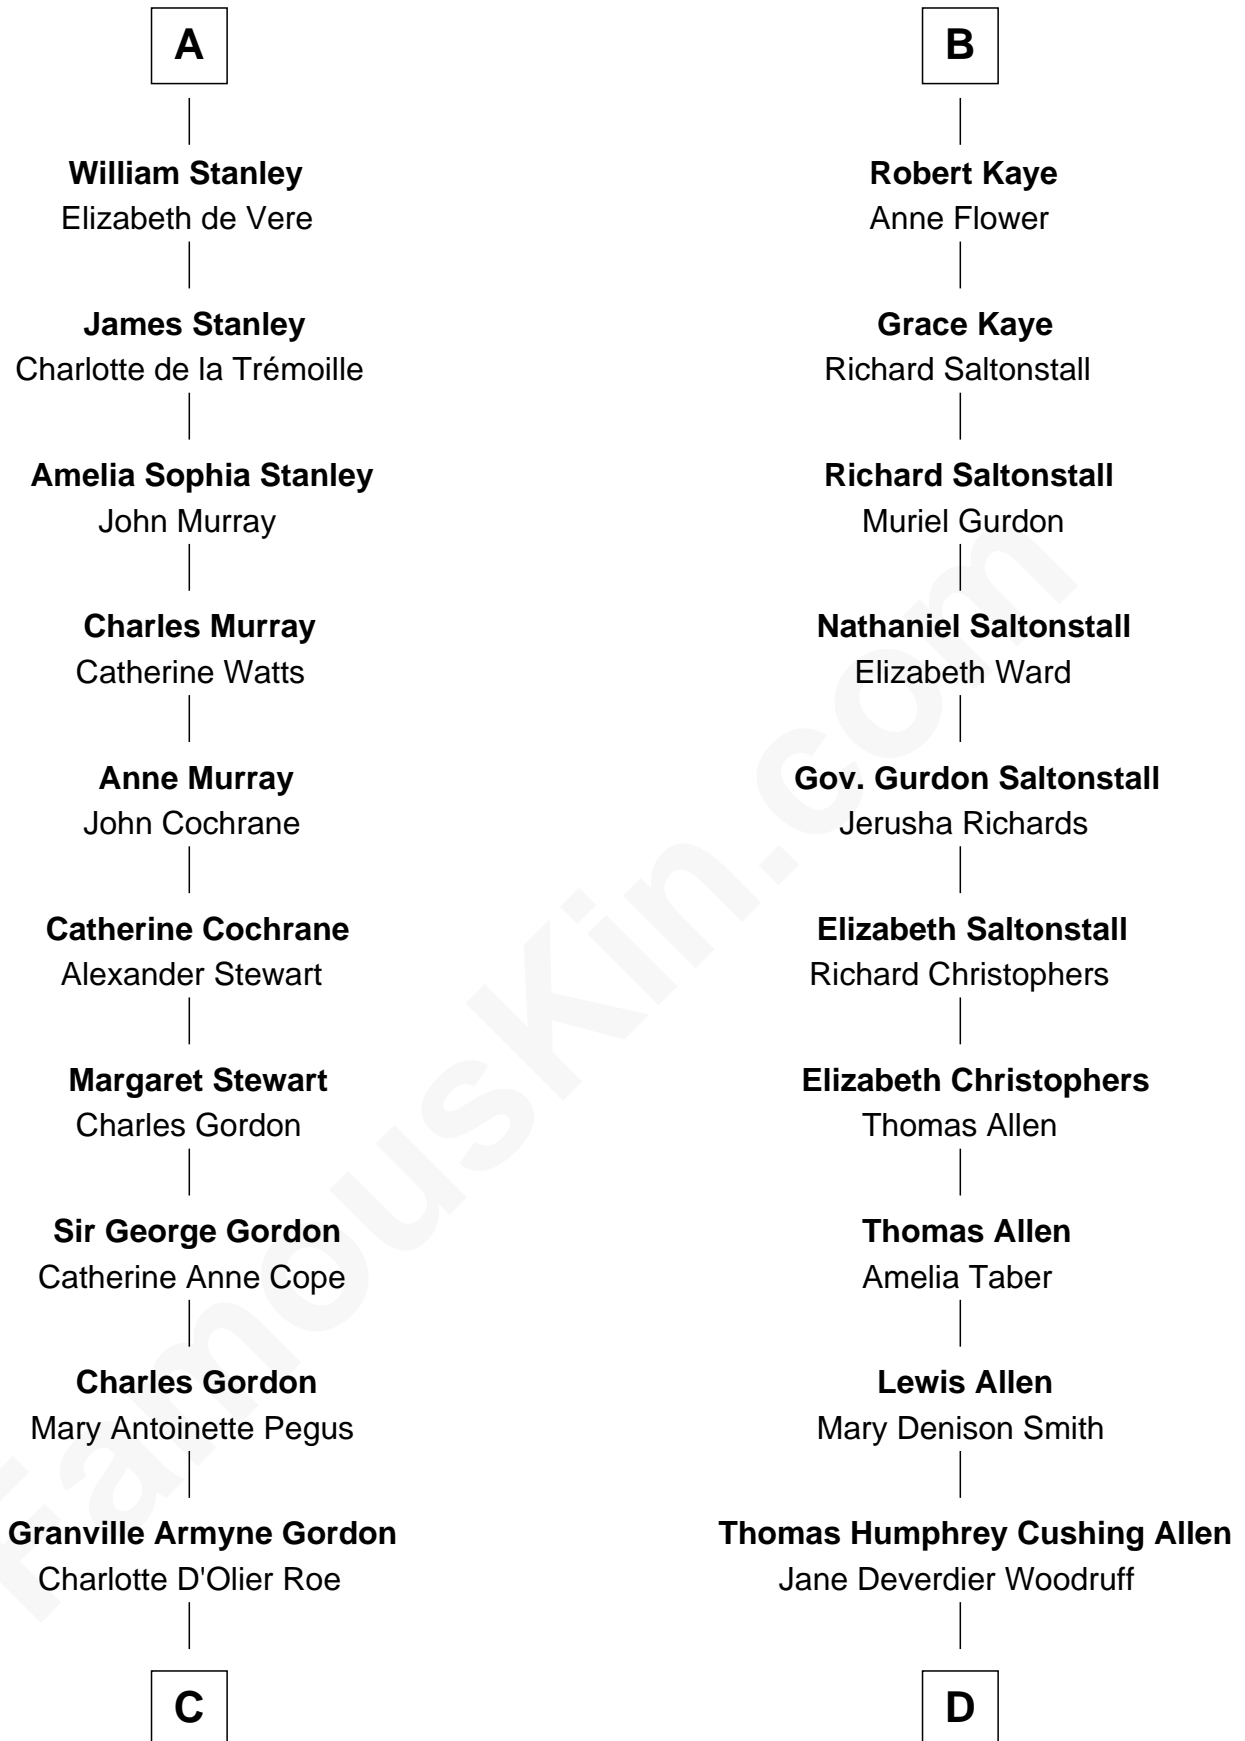 A
William Stanley
Elizabeth de Vere
James Stanley
Charlotte de la Trémoille
Amelia Sophia Stanley
John Murray
Charles Murray
Catherine Watts
Anne Murray
John Cochrane
Catherine Cochrane
Alexander Stewart
Margaret Stewart
Charles Gordon
Sir George Gordon
Catherine Anne Cope
Charles Gordon
Mary Antoinette Pegus
Granville Armyne Gordon
Charlotte D'Olier Roe
C
B
Robert Kaye
Anne Flower
Grace Kaye
Richard Saltonstall
Richard Saltonstall
Muriel Gurdon
Nathaniel Saltonstall
Elizabeth Ward
Gov. Gurdon Saltonstall
Jerusha Richards
Elizabeth Saltonstall
Richard Christophers
Elizabeth Christophers
Thomas Allen
Thomas Allen
Amelia Taber
Lewis Allen
Mary Denison Smith
Thomas Humphrey Cushing Allen
Jane Deverdier Woodruff
D
FamousKin.com